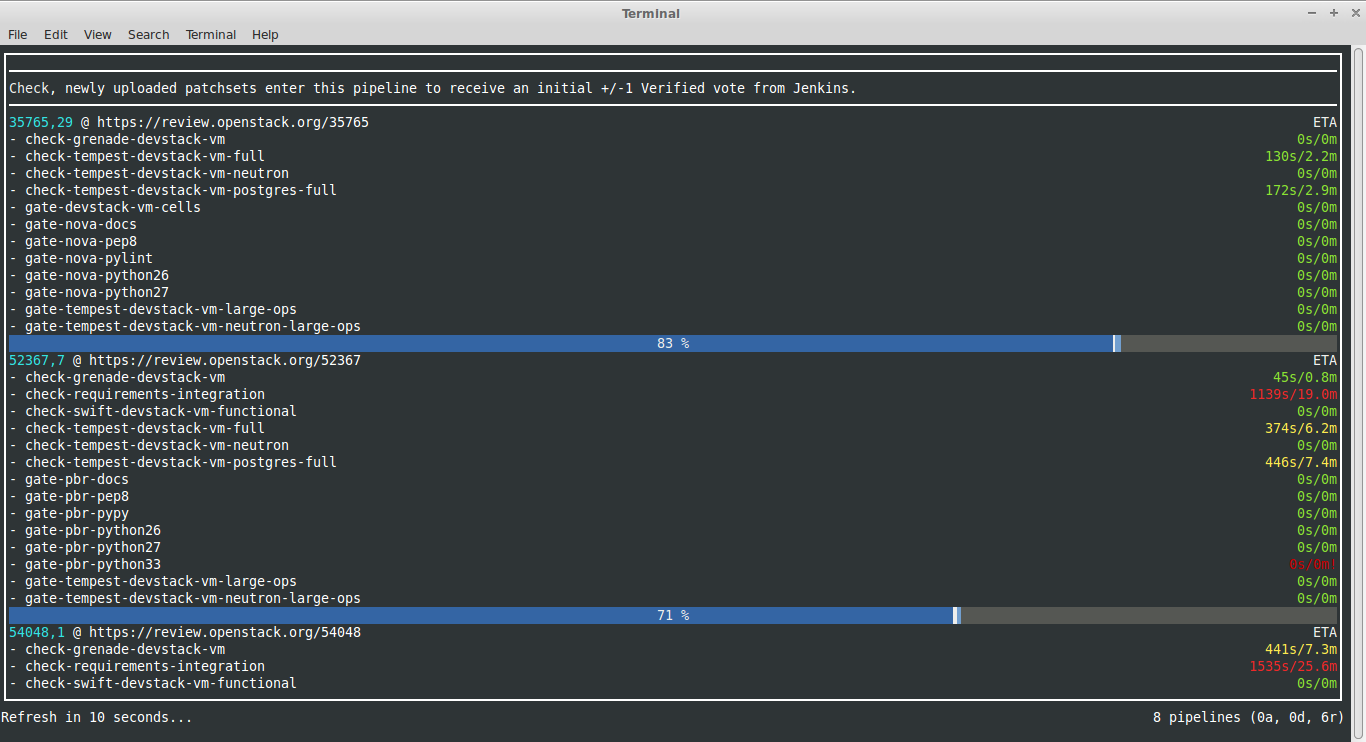 Terminal
File Edit View Search Terminal Help
Check, newly uploaded patchsets enter this pipeline to receive an initial +/-1 Verified vote from Jenkins.
35765,29 @ https://review.openstack.org/35765 ETA
- check-grenade-devstack-vm 0s/0m
- check-tempest-devstack-vm-full 130s/2.2m
- check-tempest-devstack-vm-neutron 0s/0m
- check-tempest-devstack-vm-postgres-full 172s/2.9m
- gate-devstack-vm-cells 0s/0m
- gate-nova-docs 0s/0m
- gate-nova-pep8 0s/0m
- gate-nova-pylint 0s/0m
- gate-nova-python26 0s/0m
- gate-nova-python27 0s/0m
- gate-tempest-devstack-vm-large-ops 0s/0m
- gate-tempest-devstack-vm-neutron-large-ops 0s/0m
83 %
52367,7 @ https://review.openstack.org/52367 ETA
- check-grenade-devstack-vm 45s/0.8m
- check-requirements-integration 1139s/19.0m
- check-swift-devstack-vm-functional 0s/0m
- check-tempest-devstack-vm-full 374s/6.2m
- check-tempest-devstack-vm-neutron 0s/0m
- check-tempest-devstack-vm-postgres-full 446s/7.4m
- gate-pbr-docs 0s/0m
- gate-pbr-pep8 0s/0m
- gate-pbr-pypy 0s/0m
- gate-pbr-python26 0s/0m
- gate-pbr-python27 0s/0m
- gate-pbr-python33 0s/0m!
- gate-tempest-devstack-vm-large-ops 0s/0m
- gate-tempest-devstack-vm-neutron-large-ops 0s/0m
71 %
54048,1 @ https://review.openstack.org/54048 ETA
- check-grenade-devstack-vm 441s/7.3m
- check-requirements-integration 1535s/25.6m
- check-swift-devstack-vm-functional 0s/0m
Refresh in 10 seconds... 8 pipelines (0a, 0d, 6r)